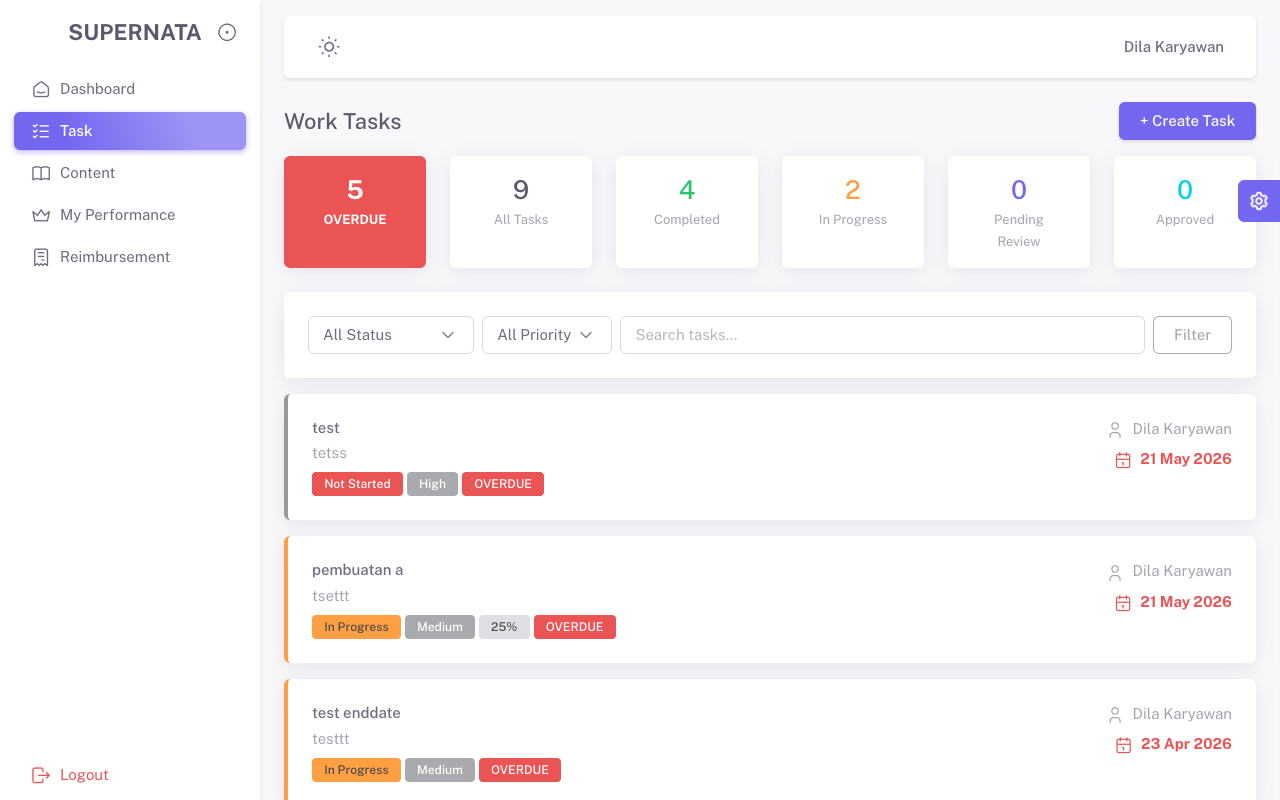 SUPERNATA
Dashboard
Task
Content
My Performance
Reimbursement
Logout
Dila Karyawan
Work Tasks
+ Create Task
5
OVERDUE
9
All Tasks
4
Completed
2
In Progress
0
Pending
Review
0
Approved
All Status
All Priority
Search tasks...
Filter
test
tetss
Not Started High OVERDUE
Dila Karyawan
21 May 2026
pembuatan a
tsettt
In Progress Medium 25% OVERDUE
Dila Karyawan
21 May 2026
test enddate
testtt
In Progress Medium OVERDUE
Dila Karyawan
23 Apr 2026